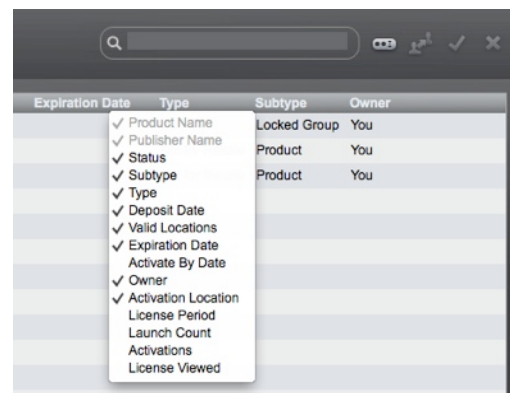 Expiration Date Type Subtype Owner
Locked Group You
Product You
Product You
✓ Product Name
✓ Publisher Name
✓ Status
✓ Subtype
✓ Type
✓ Deposit Date
✓ Valid Locations
✓ Expiration Date
Activate By Date
✓ Owner
✓ Activation Location
License Period
Launch Count
Activations
License Viewed